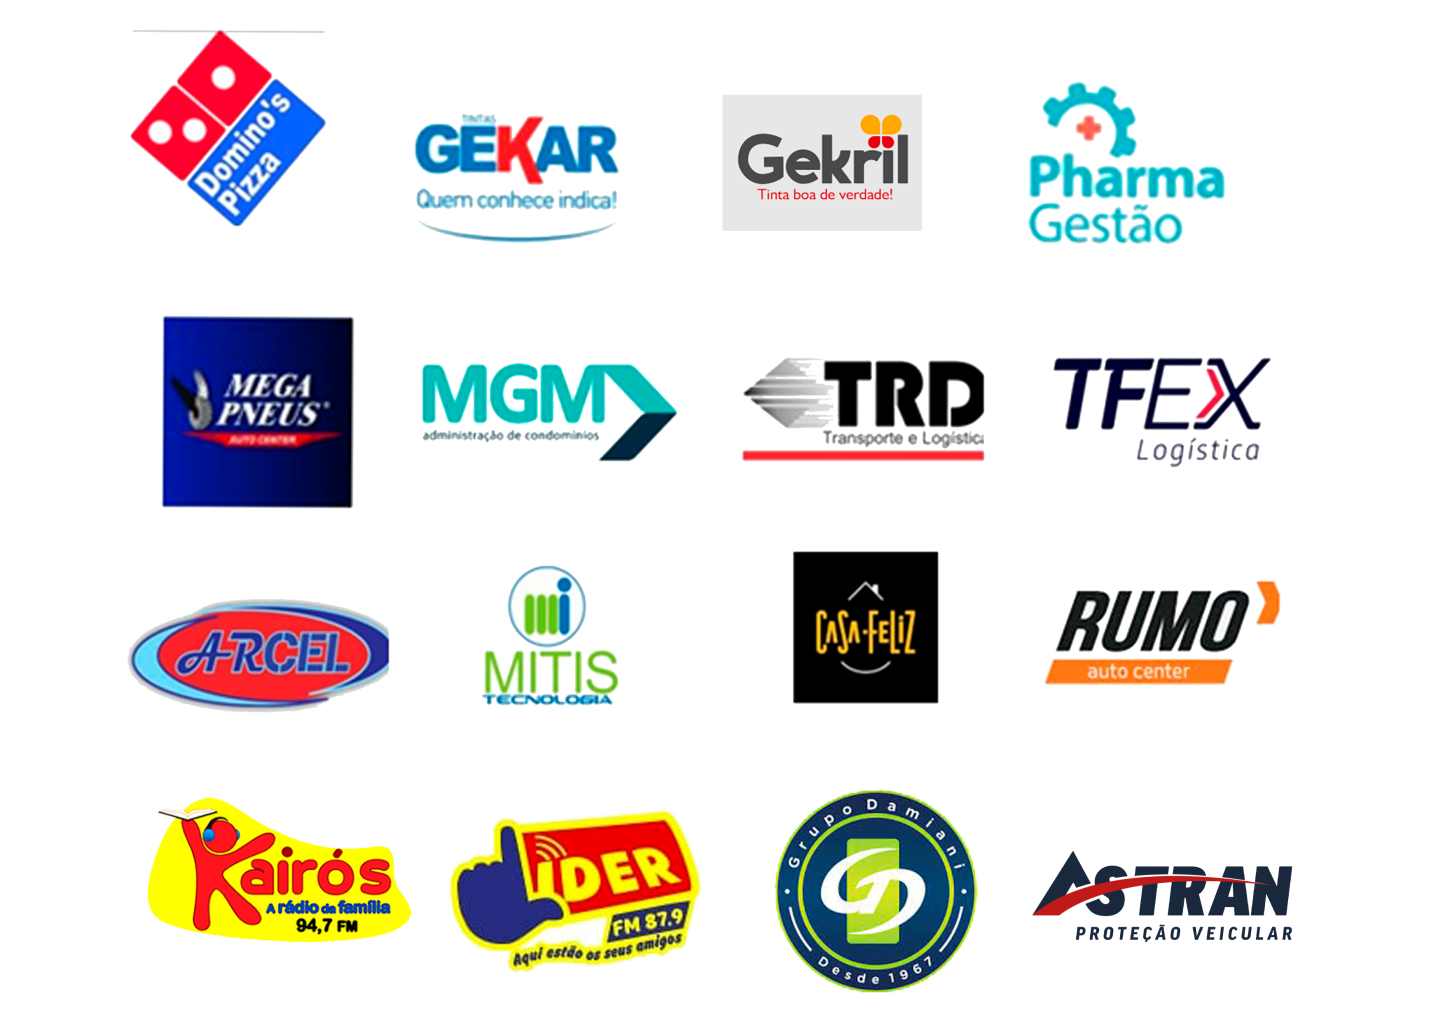 Domino's
Pizza
TINTAS
GEKAR
Quem conhece indica!
Gekril
Tinta boa de verdade!
Pharma
Gestão
MEGA
PNEUS®
AUTO CENTER
MGM
administração de condomínios
TRD
Transporte e Logística
TFEX
Logística
ARCEL
mi
MITIS
TECNOLOGIA
CASA FELIZ
RUMO
auto center
Kairós
A rádio da família
94,7 FM
LÍDER
FM 87.9
Aqui estão os seus amigos
Grupo Damiani
GD
Desde 1967
ASTRAN
PROTEÇÃO VEICULAR